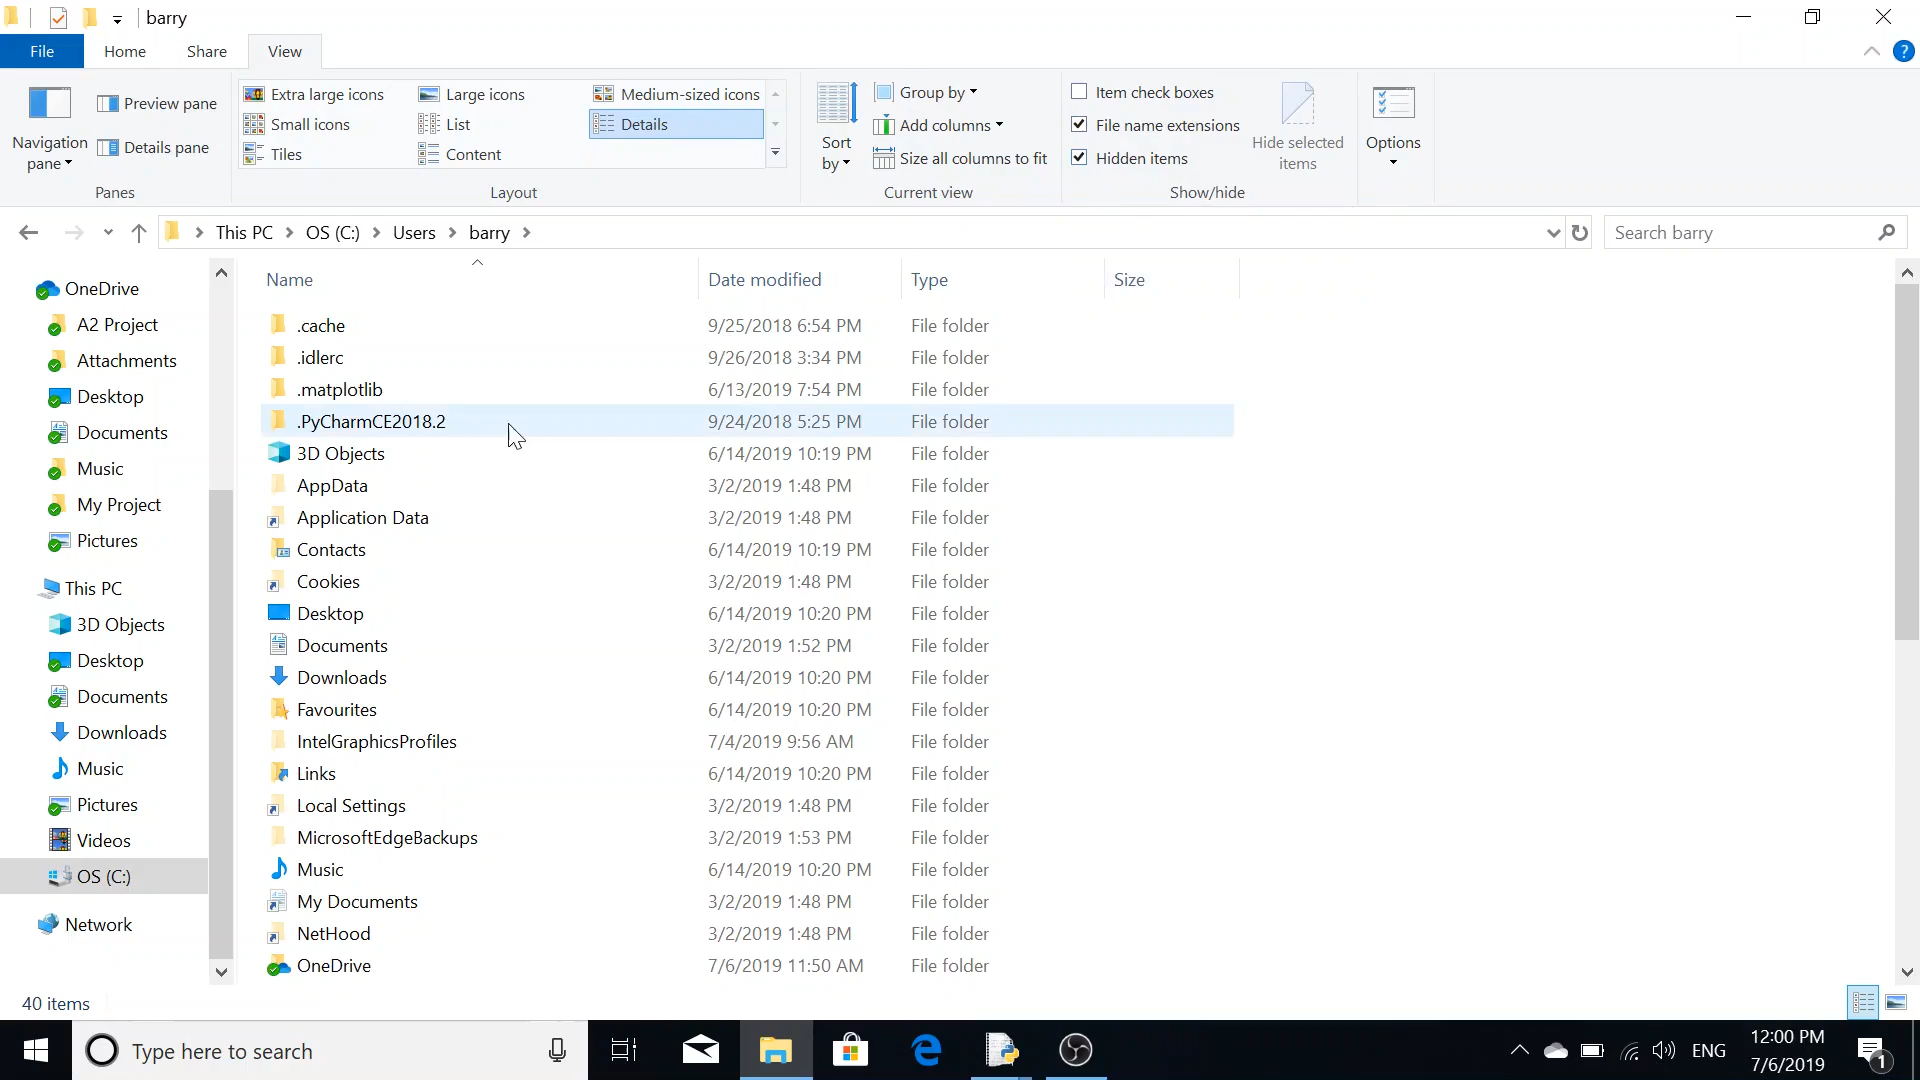 barry
File Home Share View
Navigation pane
Preview pane
Details pane
Panes
Extra large icons Large icons Medium-sized icons
Small icons List Details
Tiles Content
Layout
Sort by
Group by
Add columns
Size all columns to fit
Current view
Item check boxes
File name extensions
Hidden items
Hide selected items
Show/hide
Options
?
This PC OS (C:) Users barry
Search barry
OneDrive
A2 Project
Attachments
Desktop
Documents
Music
My Project
Pictures
This PC
3D Objects
Desktop
Documents
Downloads
Music
Pictures
Videos
OS (C:)
Network
Name Date modified Type Size
.cache 9/25/2018 6:54 PM File folder
.idlerc 9/26/2018 3:34 PM File folder
.matplotlib 6/13/2019 7:54 PM File folder
.PyCharmCE2018.2 9/24/2018 5:25 PM File folder
3D Objects 6/14/2019 10:19 PM File folder
AppData 3/2/2019 1:48 PM File folder
Application Data 3/2/2019 1:48 PM File folder
Contacts 6/14/2019 10:19 PM File folder
Cookies 3/2/2019 1:48 PM File folder
Desktop 6/14/2019 10:20 PM File folder
Documents 3/2/2019 1:52 PM File folder
Downloads 6/14/2019 10:20 PM File folder
Favourites 6/14/2019 10:20 PM File folder
IntelGraphicsProfiles 7/4/2019 9:56 AM File folder
Links 6/14/2019 10:20 PM File folder
Local Settings 3/2/2019 1:48 PM File folder
MicrosoftEdgeBackups 3/2/2019 1:53 PM File folder
Music 6/14/2019 10:20 PM File folder
My Documents 3/2/2019 1:48 PM File folder
NetHood 3/2/2019 1:48 PM File folder
OneDrive 7/6/2019 11:50 AM File folder
40 items
Type here to search
ENG
12:00 PM
7/6/2019
1